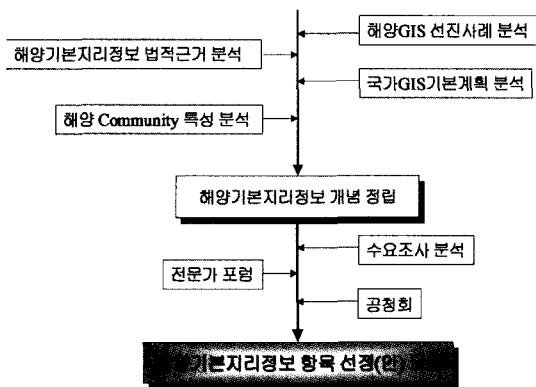 해양GIS 선진사례 분석
해양기본지리정보 법적근거 분석
국가GIS기본계획 분석
해양 Community 특성 분석
해양기본지리정보 개념 정립
수요조사 분석
전문가 포럼
공청회
기본지리정보 항목 선정(안)